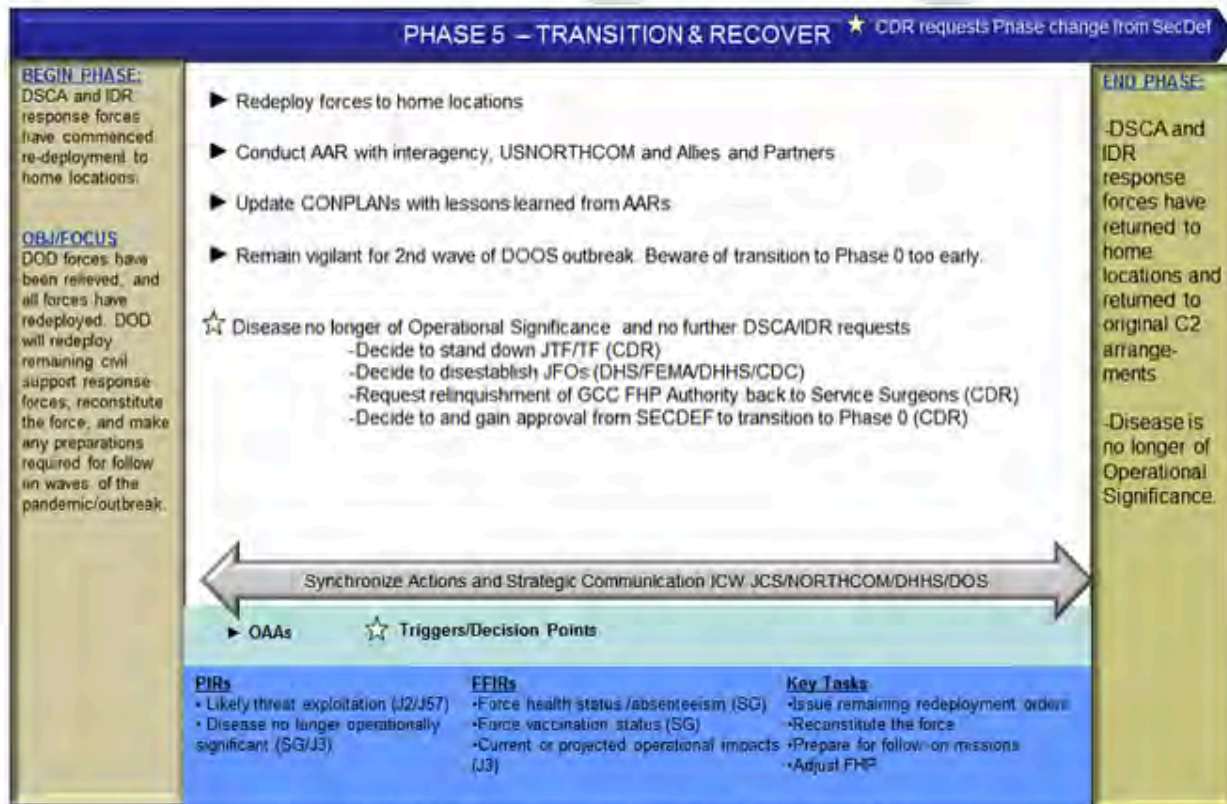 PHASE 5 – TRANSITION & RECOVER
CDR requests Phase change from SecDef
BEGIN PHASE:
DSCA and IDR
response forces
have commenced
re-deployment to
home locations.
OBJ/FOCUS
DOD forces have
been relieved, and
all forces have
redeployed. DOD
will redeploy
remaining civil
support response
forces, reconstitute
the force, and make
any preparations
required for follow
on waves of the
pandemic/outbreak.
► Redeploy forces to home locations
► Conduct AAR with interagency, USNORTHCOM and Allies and Partners
► Update CONPLANs with lessons learned from AARs
► Remain vigilant for 2nd wave of DOOS outbreak. Beware of transition to Phase 0 too early.
☆ Disease no longer of Operational Significance and no further DSCA/IDR requests
-Decide to stand down JTF/TF (CDR)
-Decide to disestablish JFOs (DHS/FEMA/DHHS/CDC)
-Request relinquishment of GCC FHP Authority back to Service Surgeons (CDR)
-Decide to and gain approval from SECDEF to transition to Phase 0 (CDR)
Synchronize Actions and Strategic Communication ICW JCS/NORTHCOM/DHHS/DOS
► OAAs ☆ Triggers/Decision Points
PIRs
• Likely threat exploitation (J2/J57)
• Disease no longer operationally
significant (SG/J3)
FFIRs
•Force health status /absenteeism (SG)
•Force vaccination status (SG)
•Current or projected operational impacts
(J3)
Key Tasks
•Issue remaining redeployment orders
•Reconstitute the force
•Prepare for follow-on missions
•Adjust FHP
END PHASE:
-DSCA and
IDR
response
forces have
returned to
home
locations and
returned to
original C2
arrange-
ments
-Disease is
no longer of
Operational
Significance.